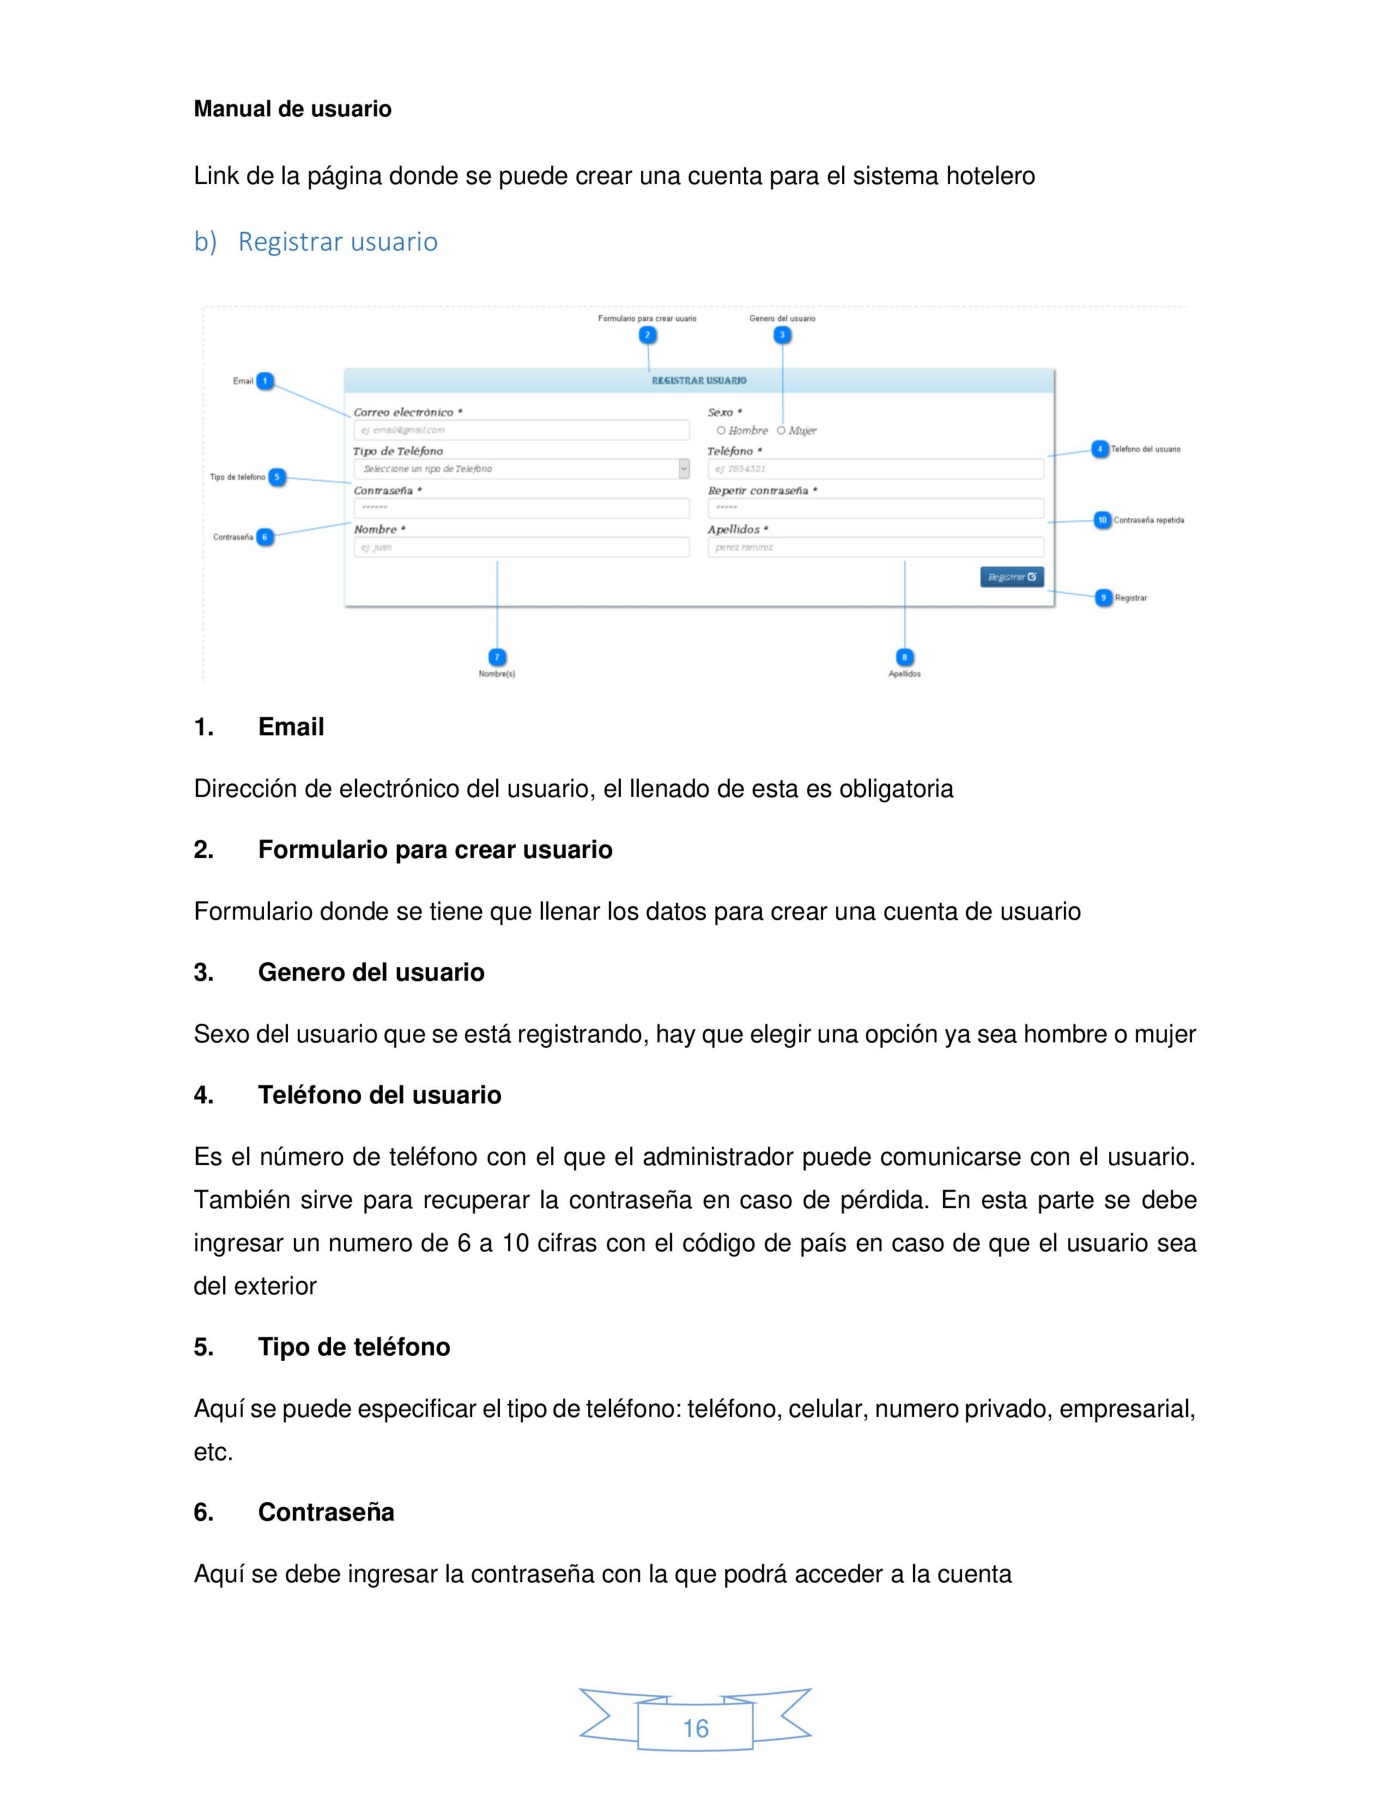 Manual de usuario
Link de la página donde se puede crear una cuenta para el sistema hotelero
b) Registrar usuario
Formulario para crear uuario
Genero del usuario
2
3
Email 1
REGISTRAR USUARIO
Correo electrónico *
Sexo *
ej: email@gmail.com
Hombre Mujer
Tipo de Teléfono
Teléfono *
4 Telefono del usuario
Seleccione un tipo de Telefono
ej: 7654321
Tipo de telefono 5
Contraseña *
Repetir contraseña *
******
*****
10 Contraseña repetida
Contraseña 6
Nombre *
Apellidos *
ej: juan
perez ramirez
Registrar
9 Registrar
7
8
Nombre(s)
Apellidos
1. Email
Dirección de electrónico del usuario, el llenado de esta es obligatoria
2. Formulario para crear usuario
Formulario donde se tiene que llenar los datos para crear una cuenta de usuario
3. Genero del usuario
Sexo del usuario que se está registrando, hay que elegir una opción ya sea hombre o mujer
4. Teléfono del usuario
Es el número de teléfono con el que el administrador puede comunicarse con el usuario.
También sirve para recuperar la contraseña en caso de pérdida. En esta parte se debe
ingresar un numero de 6 a 10 cifras con el código de país en caso de que el usuario sea
del exterior
5. Tipo de teléfono
Aquí se puede especificar el tipo de teléfono: teléfono, celular, numero privado, empresarial,
etc.
6. Contraseña
Aquí se debe ingresar la contraseña con la que podrá acceder a la cuenta
16